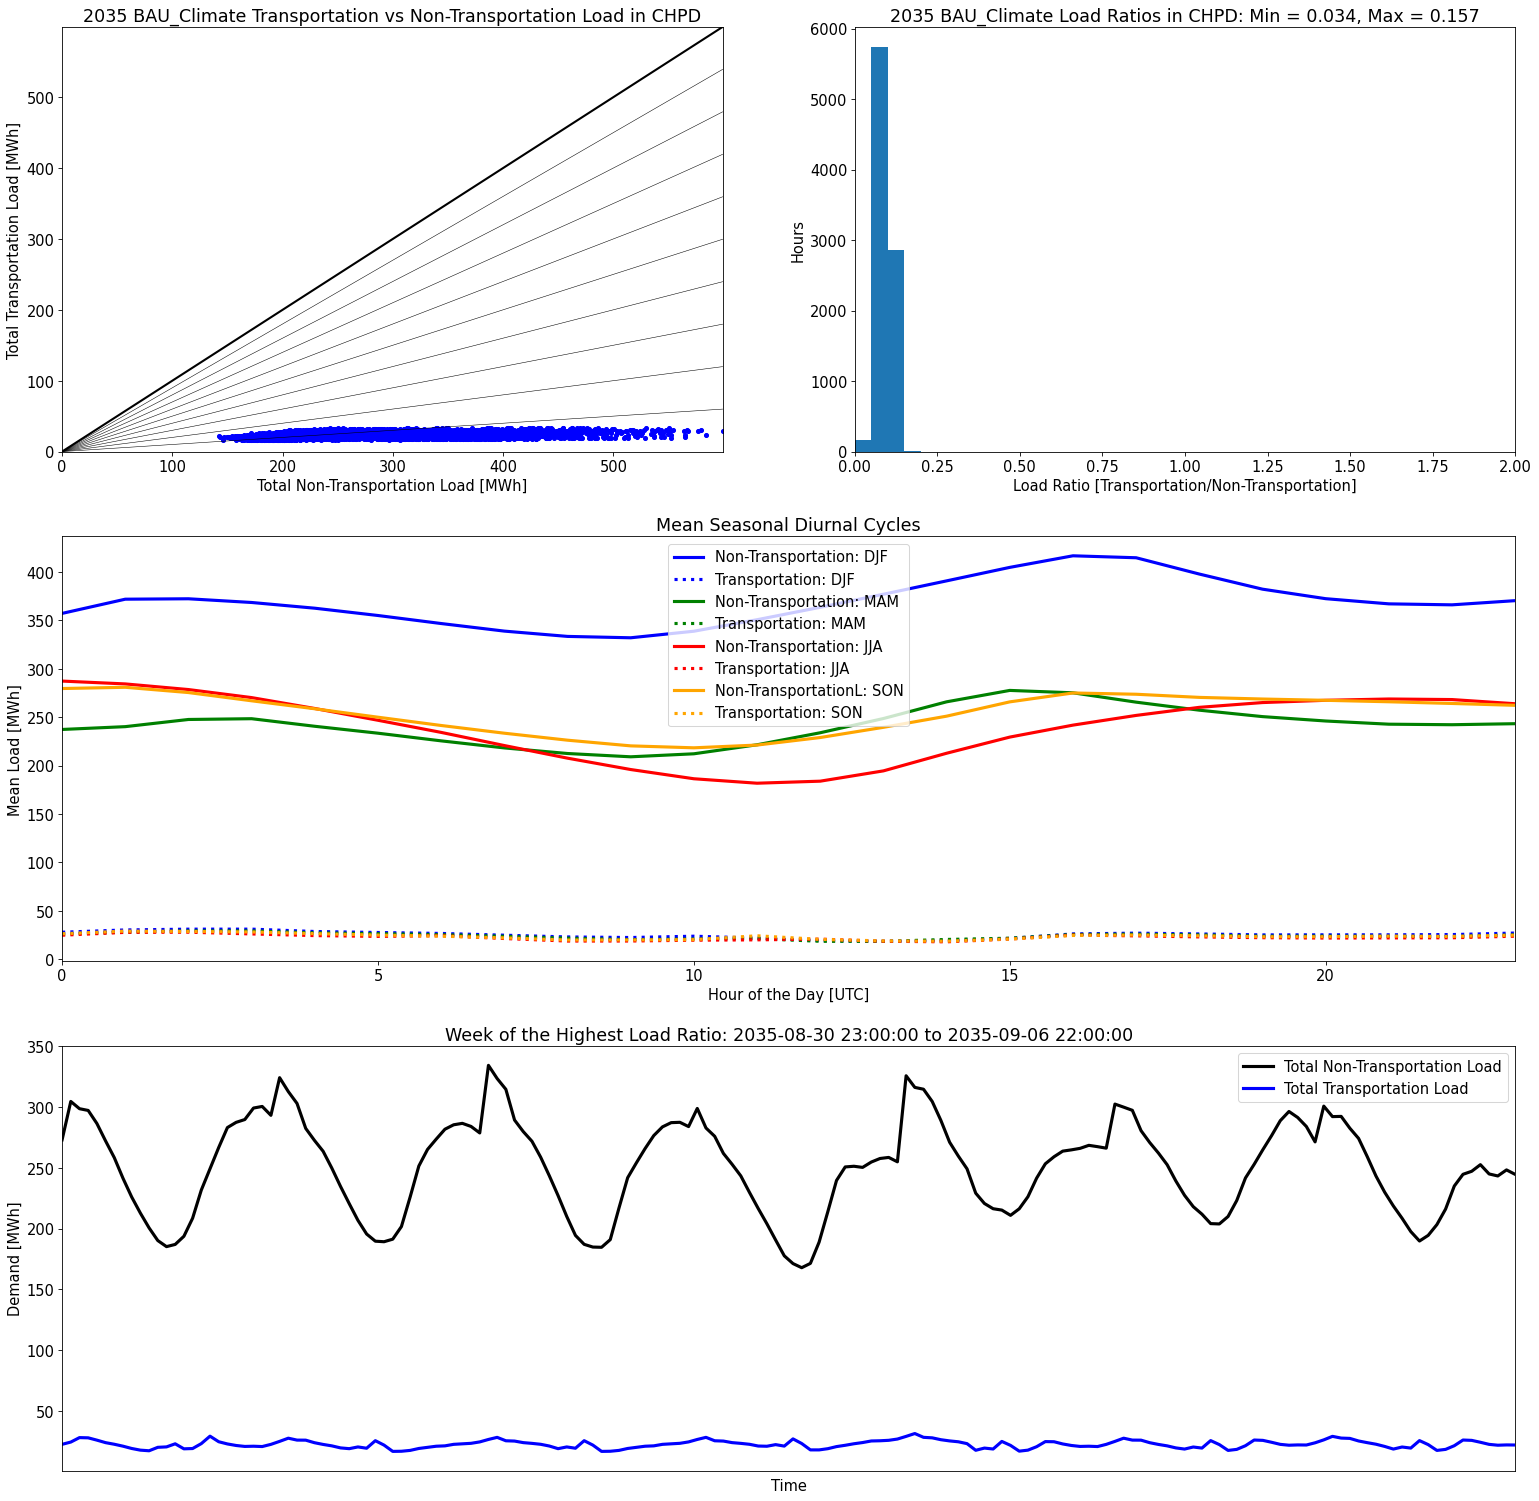 2035 BAU_Climate Transportation vs Non-Transportation Load in CHPD
Total Transportation Load [MWh]
500
400
300
200
100
0
0 100 200 300 400 500
Total Non-Transportation Load [MWh]
2035 BAU_Climate Load Ratios in CHPD: Min = 0.034, Max = 0.157
Hours
6000
5000
4000
3000
2000
1000
0
0.00 0.25 0.50 0.75 1.00 1.25 1.50 1.75 2.00
Load Ratio [Transportation/Non-Transportation]
Mean Seasonal Diurnal Cycles
Mean Load [MWh]
400
350
300
250
200
150
100
50
0
Non-Transportation: DJF
Transportation: DJF
Non-Transportation: MAM
Transportation: MAM
Non-Transportation: JJA
Transportation: JJA
Non-TransportationL: SON
Transportation: SON
0 5 10 15 20
Hour of the Day [UTC]
Week of the Highest Load Ratio: 2035-08-30 23:00:00 to 2035-09-06 22:00:00
Demand [MWh]
350
300
250
200
150
100
50
Total Non-Transportation Load
Total Transportation Load
Time